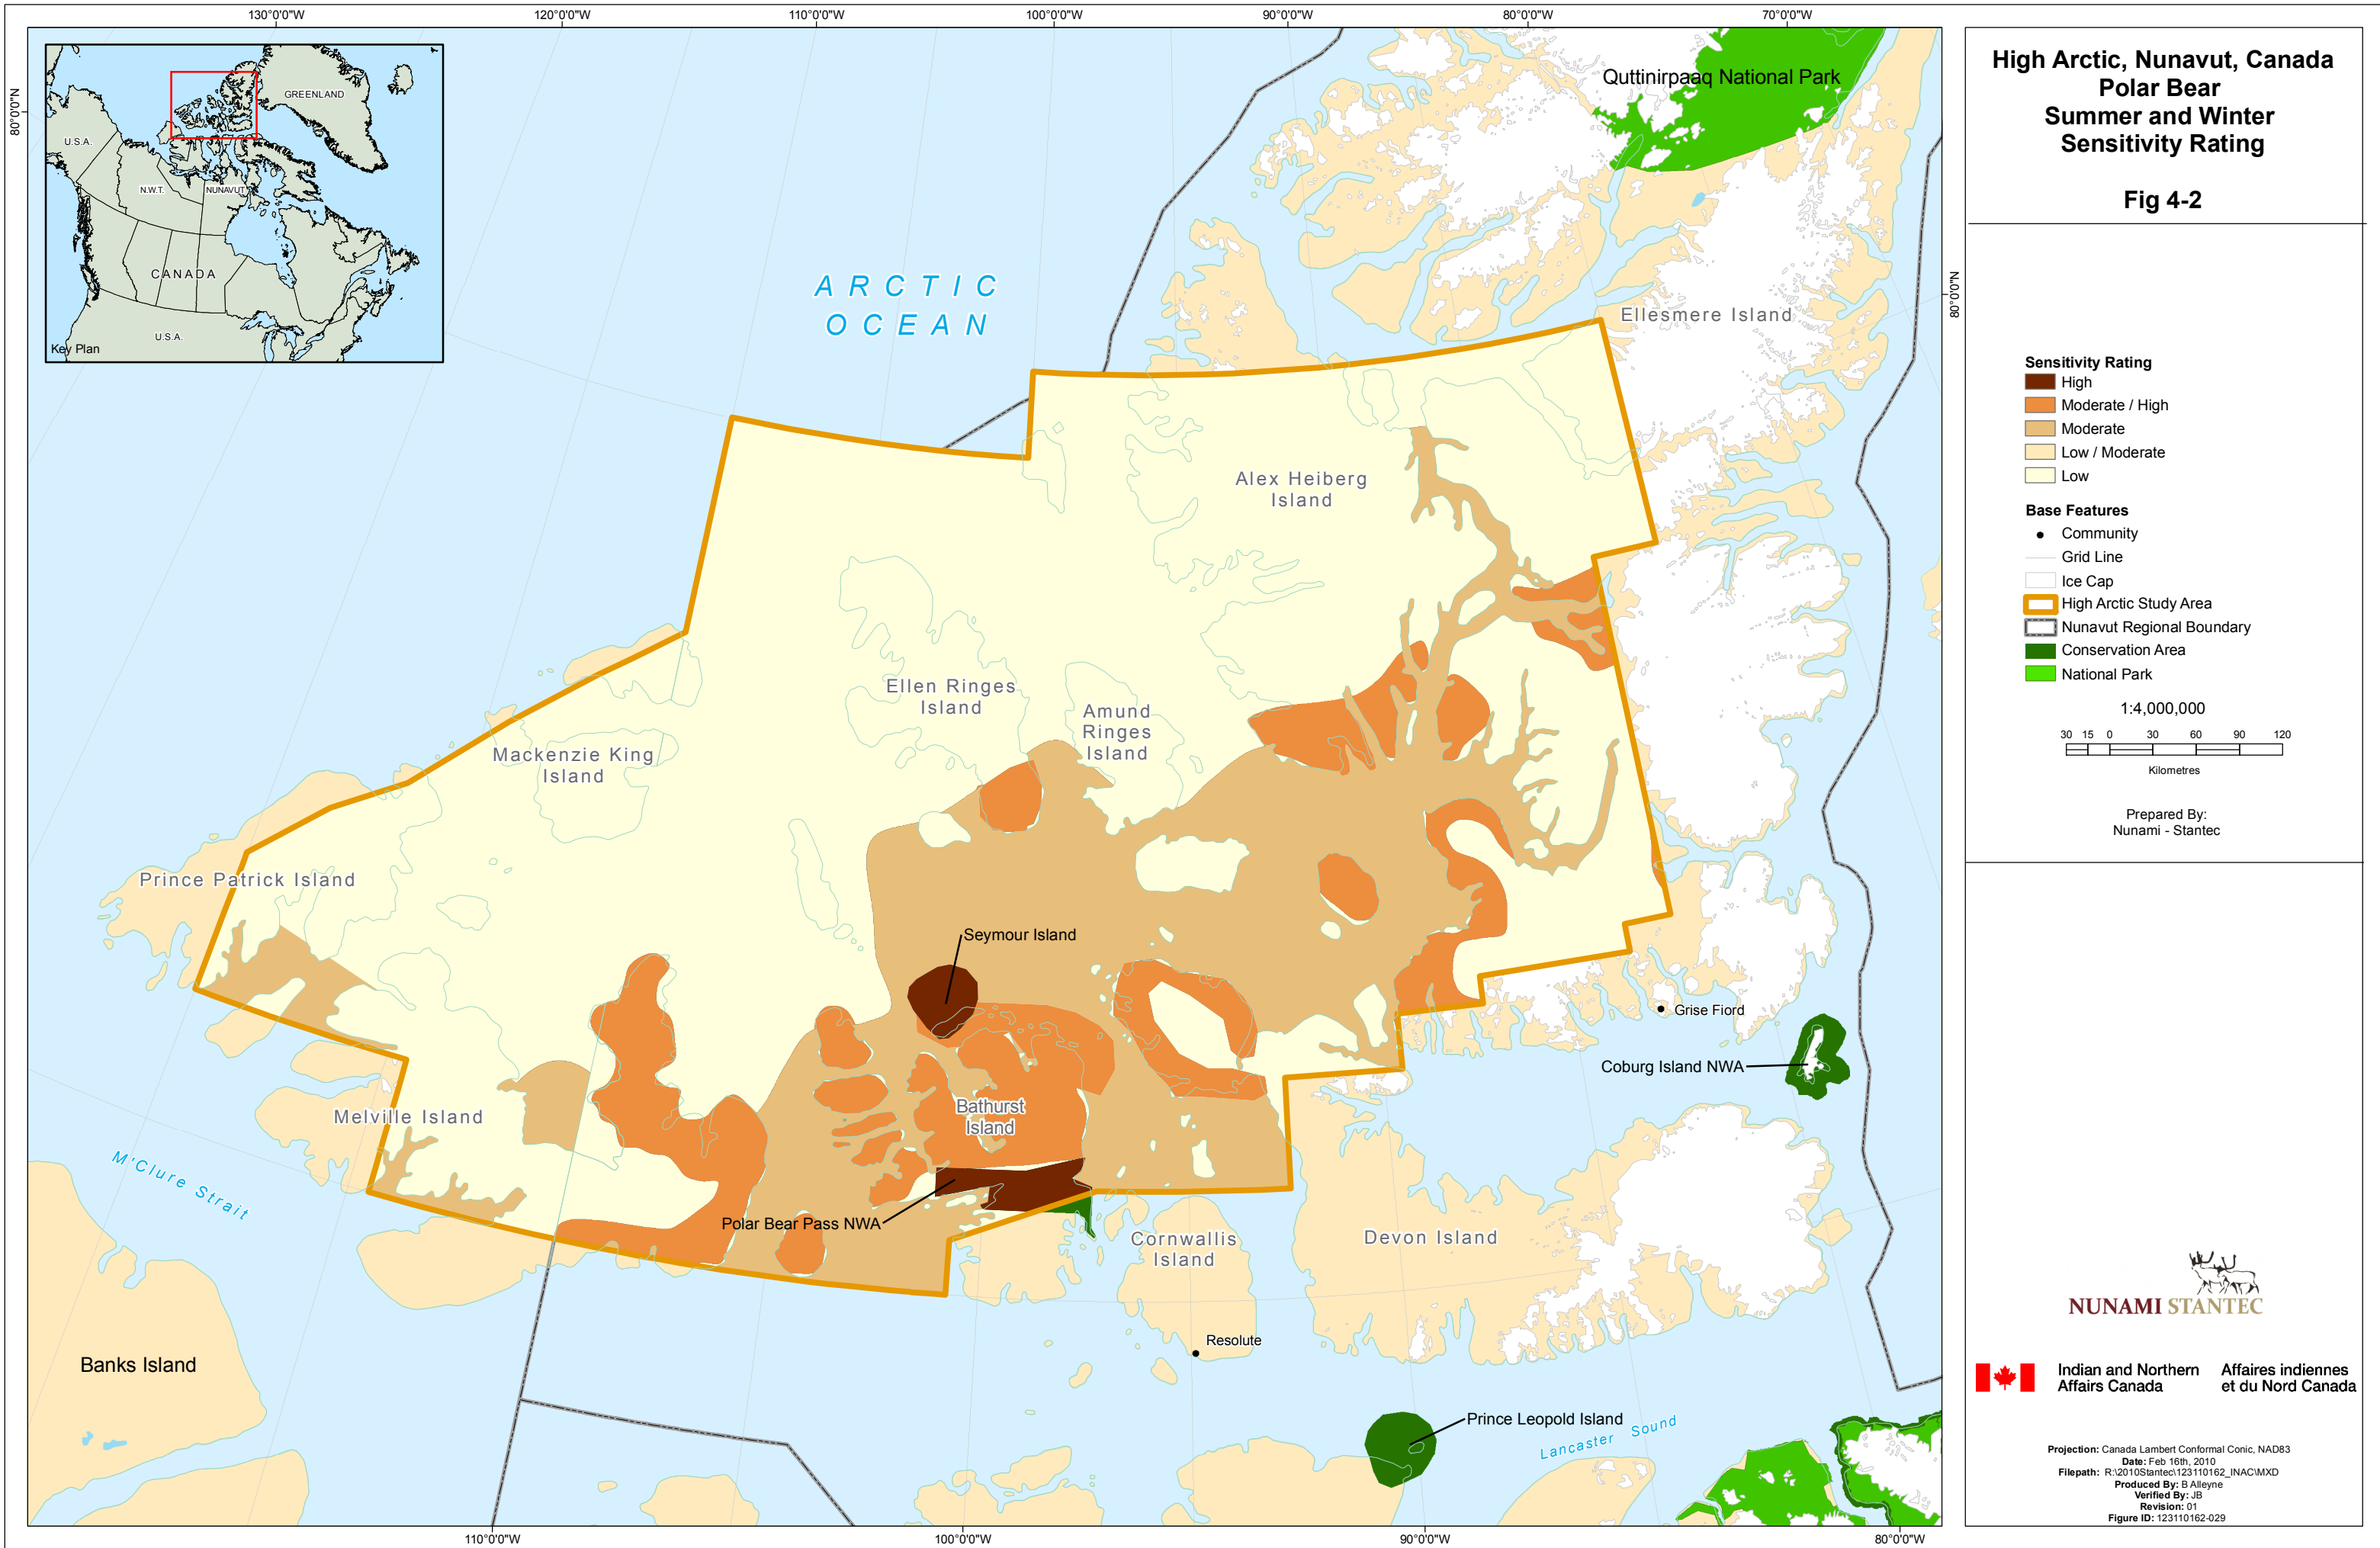 130°0'0"W
120°0'0"W
110°0'0"W
100°0'0"W
90°0'0"W
80°0'0"W
70°0'0"W
80°0'0"N
80°0'0"N
GREENLAND
U.S.A.
N.W.T.
NUNAVUT
CANADA
U.S.A.
Key Plan
Quttinirpaaq National Park
ARCTIC
OCEAN
Ellesmere Island
Alex Heiberg
Island
Ellen Ringes
Island
Amund
Ringes
Island
Mackenzie King
Island
Prince Patrick Island
Seymour Island
Grise Fiord
Coburg Island NWA
Melville Island
Bathurst
Island
M'Clure Strait
Polar Bear Pass NWA
Cornwallis
Island
Devon Island
Resolute
Banks Island
Prince Leopold Island
Lancaster Sound
110°0'0"W
100°0'0"W
90°0'0"W
80°0'0"W
High Arctic, Nunavut, Canada
Polar Bear
Summer and Winter
Sensitivity Rating
Fig 4-2
Sensitivity Rating
High
Moderate / High
Moderate
Low / Moderate
Low
Base Features
Community
Grid Line
Ice Cap
High Arctic Study Area
Nunavut Regional Boundary
Conservation Area
National Park
1:4,000,000
30 15 0 30 60 90 120
Kilometres
Prepared By:
Nunami - Stantec
NUNAMI STANTEC
Indian and Northern
Affairs Canada
Affaires indiennes
et du Nord Canada
Projection: Canada Lambert Conformal Conic, NAD83
Date: Feb 16th, 2010
Filepath: R:\2010Stantec\123110162_INAC\MXD
Produced By: B Alleyne
Verified By: JB
Revision: 01
Figure ID: 123110162-029